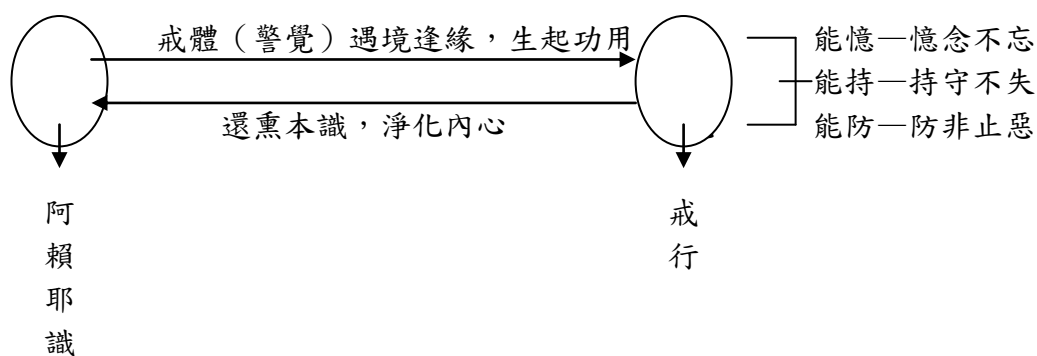 戒體（警覺）遇境逢緣，生起功用
還熏本識，淨化內心
能憶—憶念不忘
能持—持守不失
能防—防非止惡
阿賴耶識
戒行